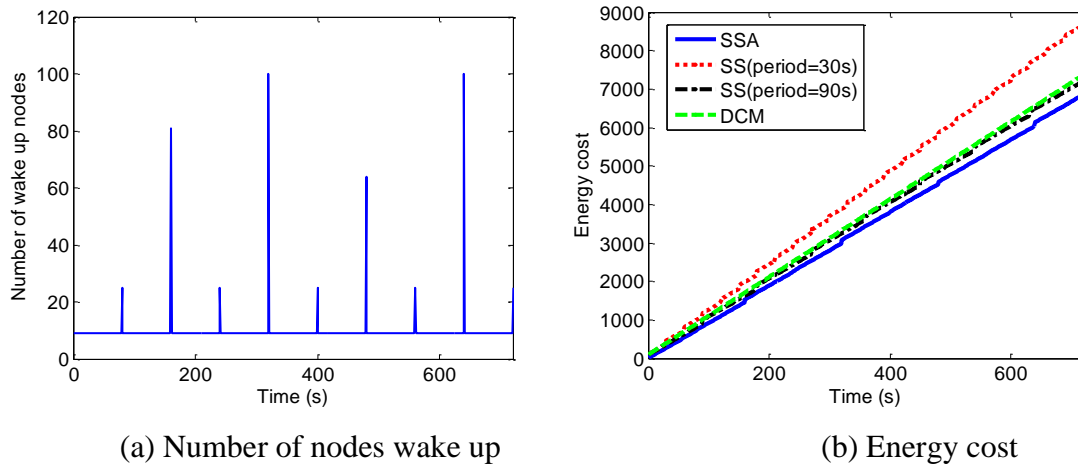 Number of wake up nodes
120
100
80
60
40
20
0
0
200
400
600
Time (s)
(a) Number of nodes wake up
Energy cost
9000
8000
7000
6000
5000
4000
3000
2000
1000
0
0
200
400
600
Time (s)
SSA
SS(period=30s)
SS(period=90s)
DCM
(b) Energy cost